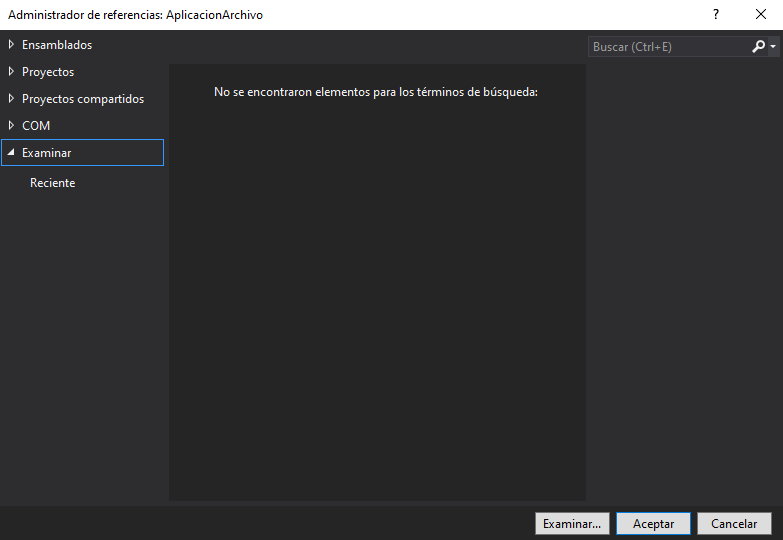 Administrador de referencias: AplicacionArchivo
?
Ensamblados
Buscar (Ctrl+E)
Proyectos
No se encontraron elementos para los términos de búsqueda:
Proyectos compartidos
COM
Examinar
Reciente
Examinar...
Aceptar
Cancelar